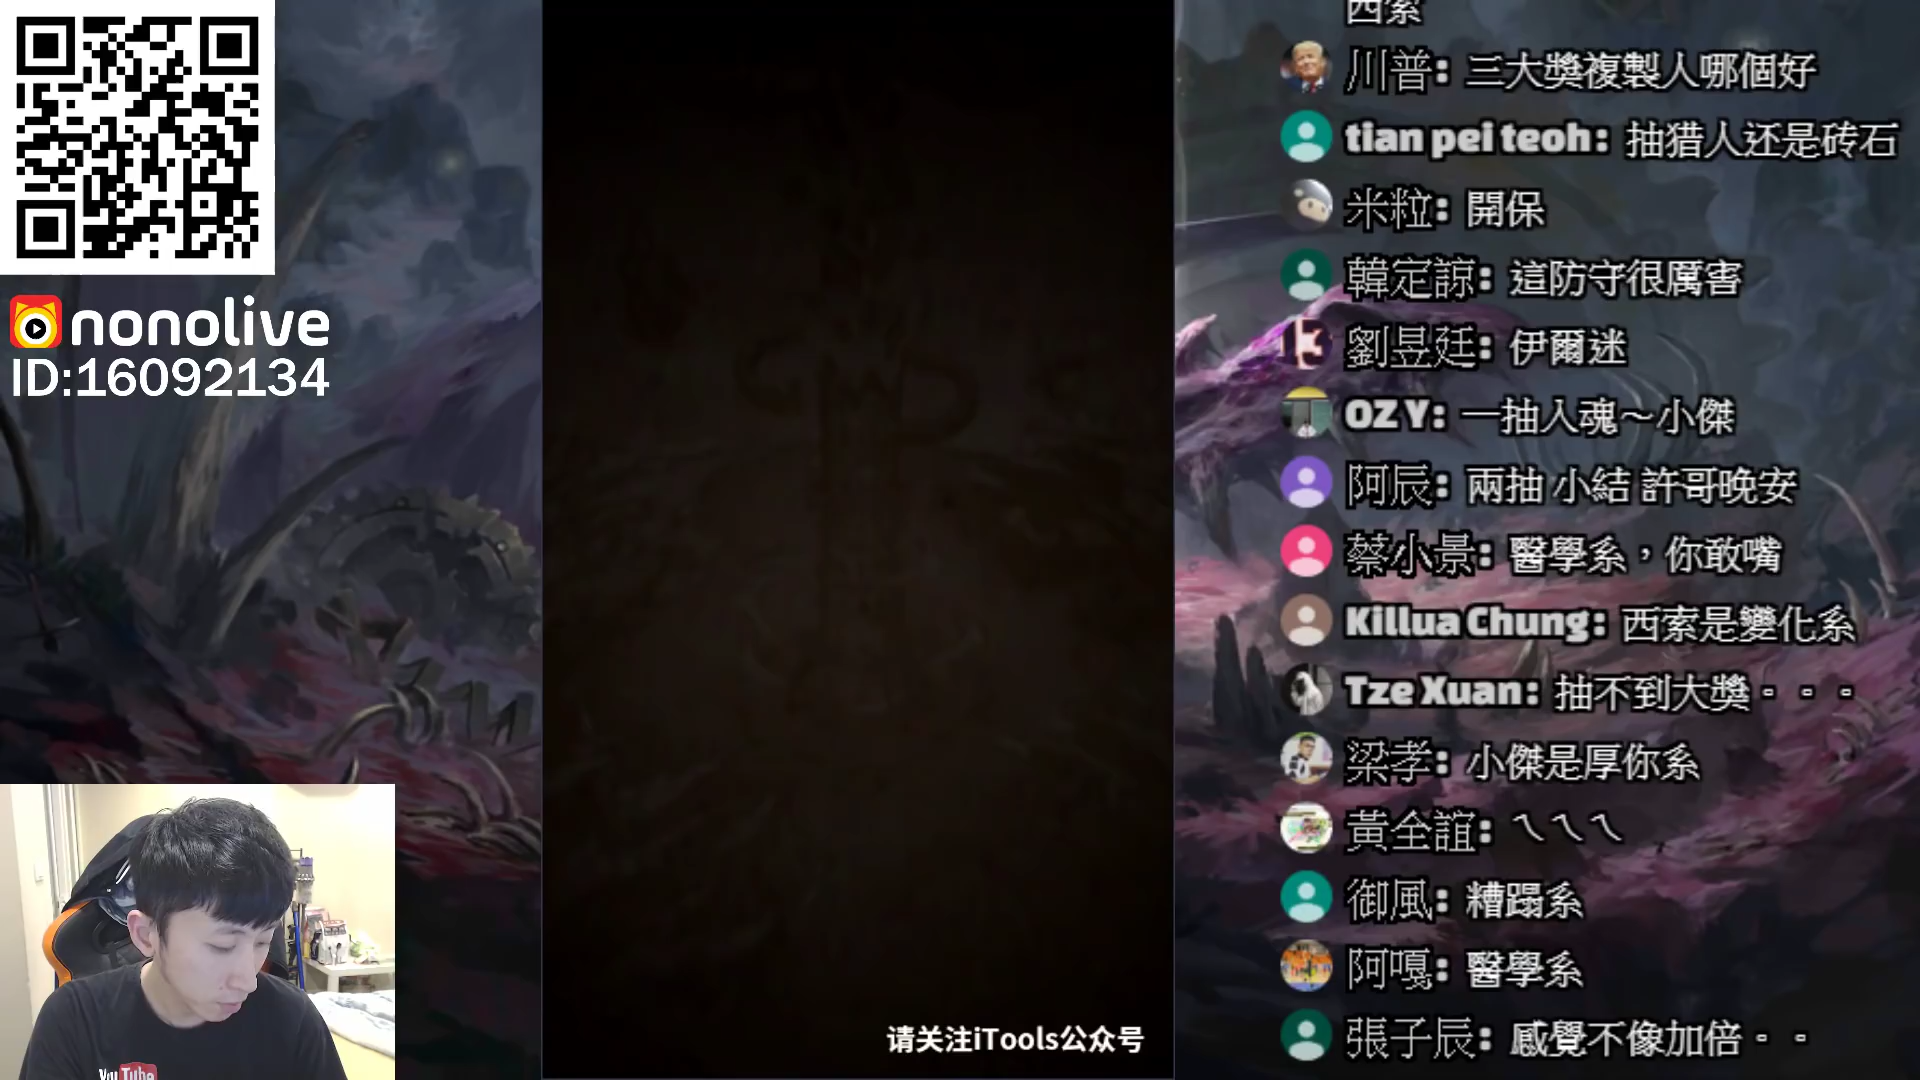 nonolive
ID:16092134
YouTube
请关注iTools公众号
西索
川普: 三大獎複製人哪個好
tian pei teoh: 抽猎人还是砖石
米粒: 開保
韓定諒: 這防守很厲害
劉昱廷: 伊爾迷
OZ Y: 一抽入魂～小傑
阿辰: 兩抽 小結 許哥晚安
蔡小景: 醫學系，你敢嘴
Killua Chung: 西索是變化系
Tze Xuan: 抽不到大獎。。。
梁孝: 小傑是厚你系
黃全誼: ㄟㄟㄟ
御風: 糟蹋系
阿嘎: 醫學系
張子辰: 感覺不像加倍。。